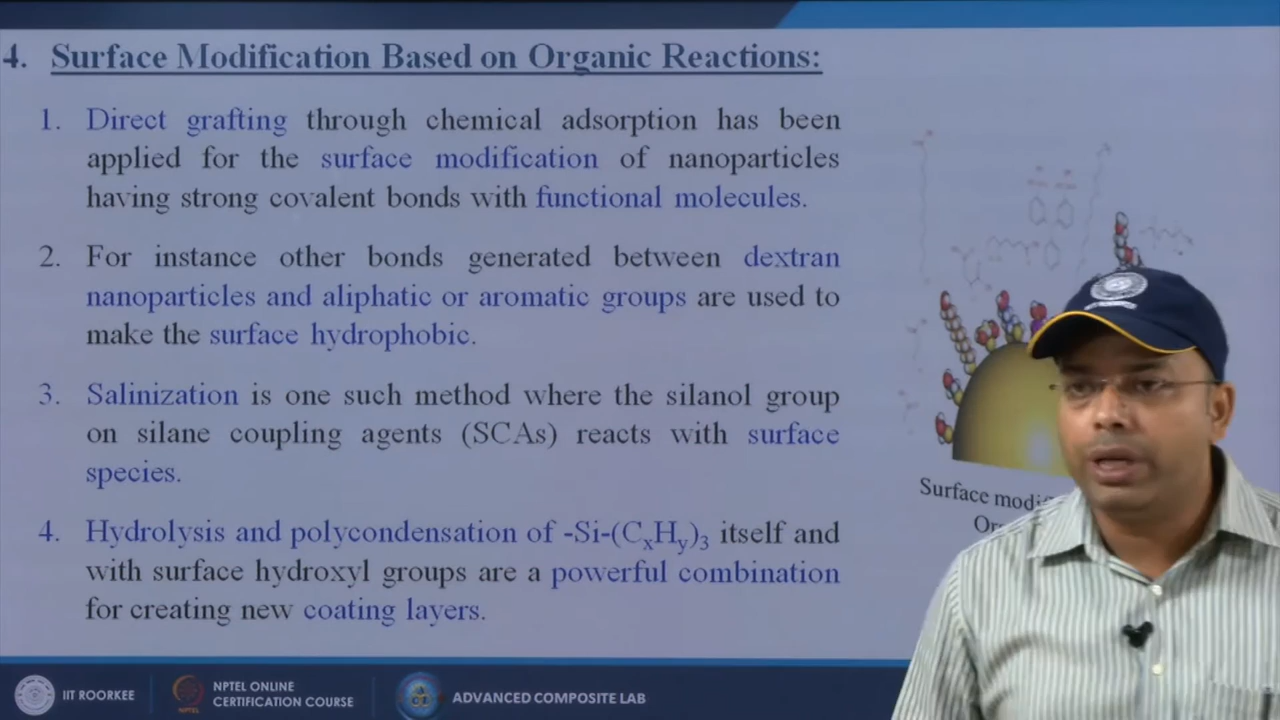 4. Surface Modification Based on Organic Reactions:
1. Direct grafting through chemical adsorption has been
applied for the surface modification of nanoparticles
having strong covalent bonds with functional molecules.
2. For instance other bonds generated between dextran
nanoparticles and aliphatic or aromatic groups are used to
make the surface hydrophobic.
3. Salinization is one such method where the silanol group
on silane coupling agents (SCAs) reacts with surface
species.
4. Hydrolysis and polycondensation of -Si-(CxHy)3 itself and
with surface hydroxyl groups are a powerful combination
for creating new coating layers.
Surface
IIT ROORKEE
NPTEL
NPTEL ONLINE
CERTIFICATION COURSE
ADVANCED COMPOSITE LAB